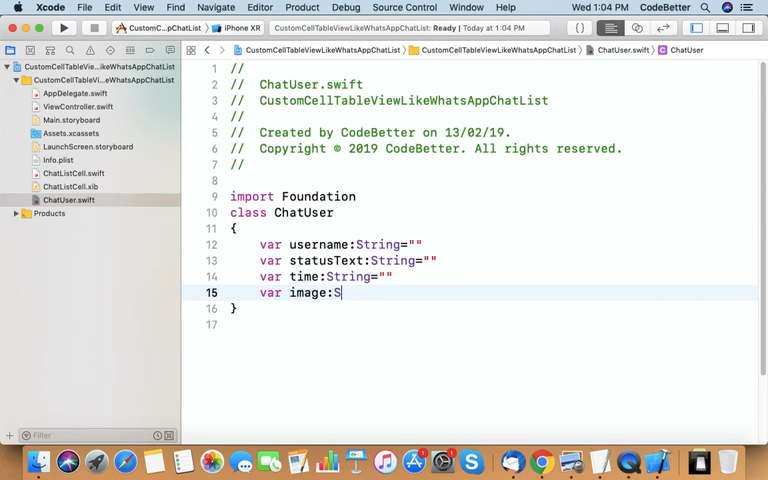 Xcode File Edit View Find Navigate Editor Product Debug Source Control Window Help Wed 1:04 PM CodeBetter
CustomC...pChatList iPhone XR CustomCellTableViewLikeWhatsAppChatList: Ready | Today at 1:04 PM
CustomCellTableViewLikeWhatsAppChatList CustomCellTableViewLikeWhatsAppChatList ChatUser.swift ChatUser
CustomCellTab...eWhatsAppChatList
CustomCellTab...eWhatsAppChatList
AppDelegate.swift
ViewController.swift
Main.storyboard
Assets.xcassets
LaunchScreen.storyboard
Info.plist
ChatListCell.swift
ChatListCell.xib
ChatUser.swift
Products
Filter
1 //
2 // ChatUser.swift
3 // CustomCellTableViewLikeWhatsAppChatList
4 //
5 // Created by CodeBetter on 13/02/19.
6 // Copyright © 2019 CodeBetter. All rights reserved.
7 //
8
9 import Foundation
10 class ChatUser
11 {
12 var username:String=""
13 var statusText:String=""
14 var time:String=""
15 var image:S
16 }
17